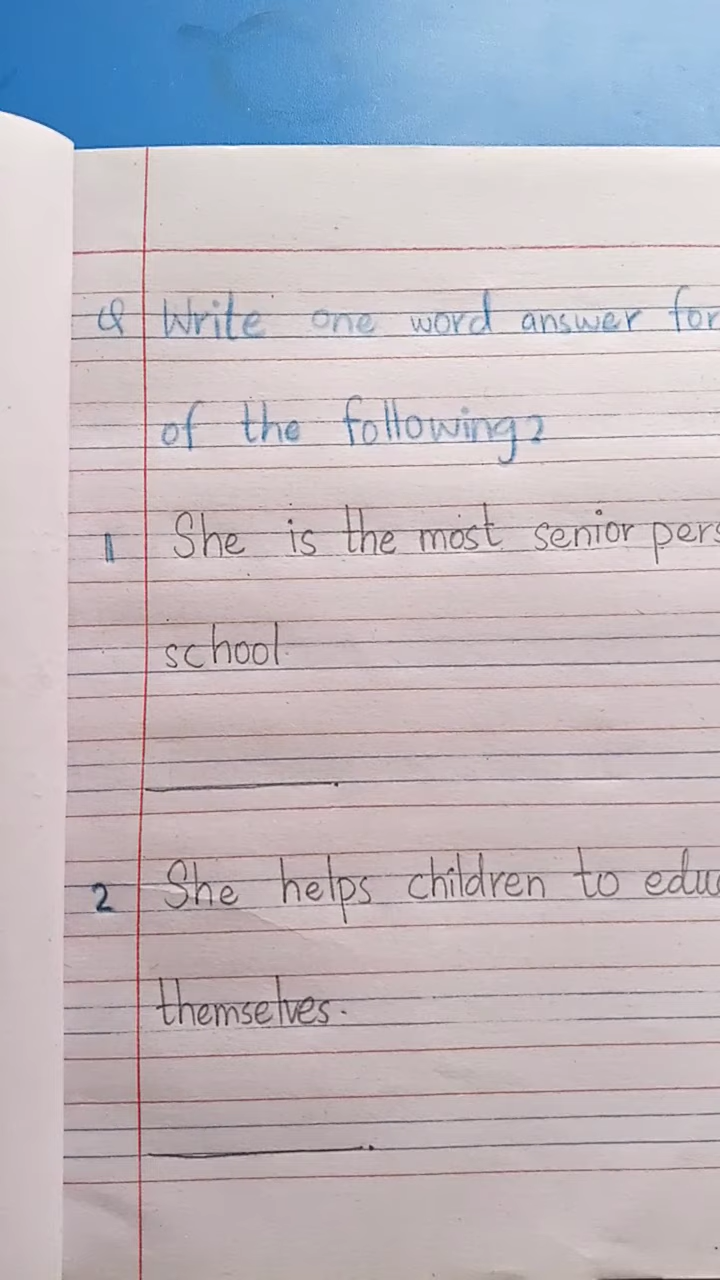 Q Write one word answer for
of the following?
1 She is the most senior pers
school.
2 She helps children to edu
themselves.